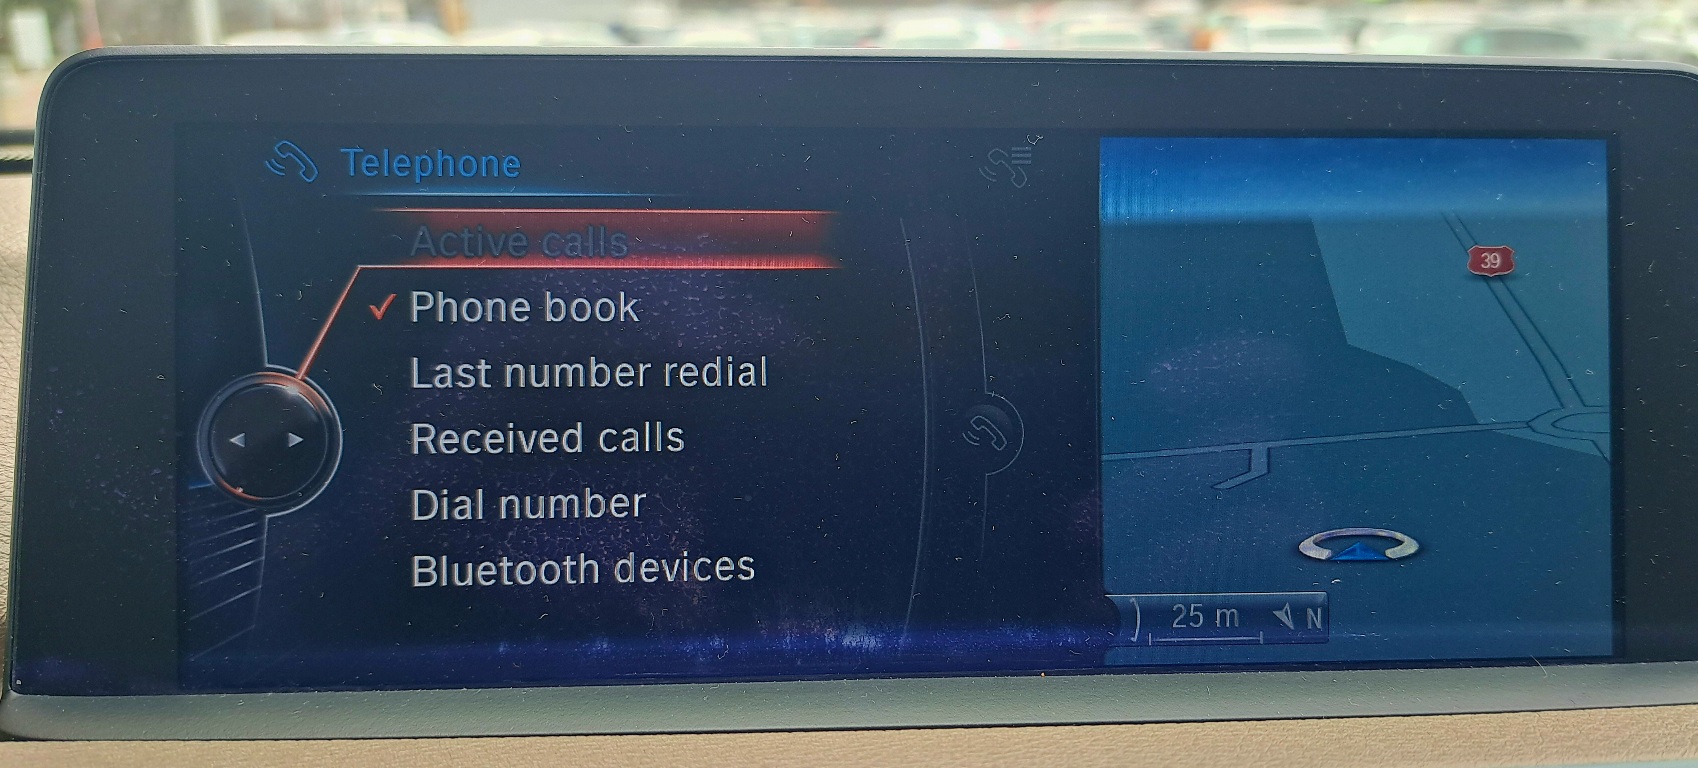 Telephone
Active calls
Phone book
Last number redial
Received calls
Dial number
Bluetooth devices
39
25 m
N